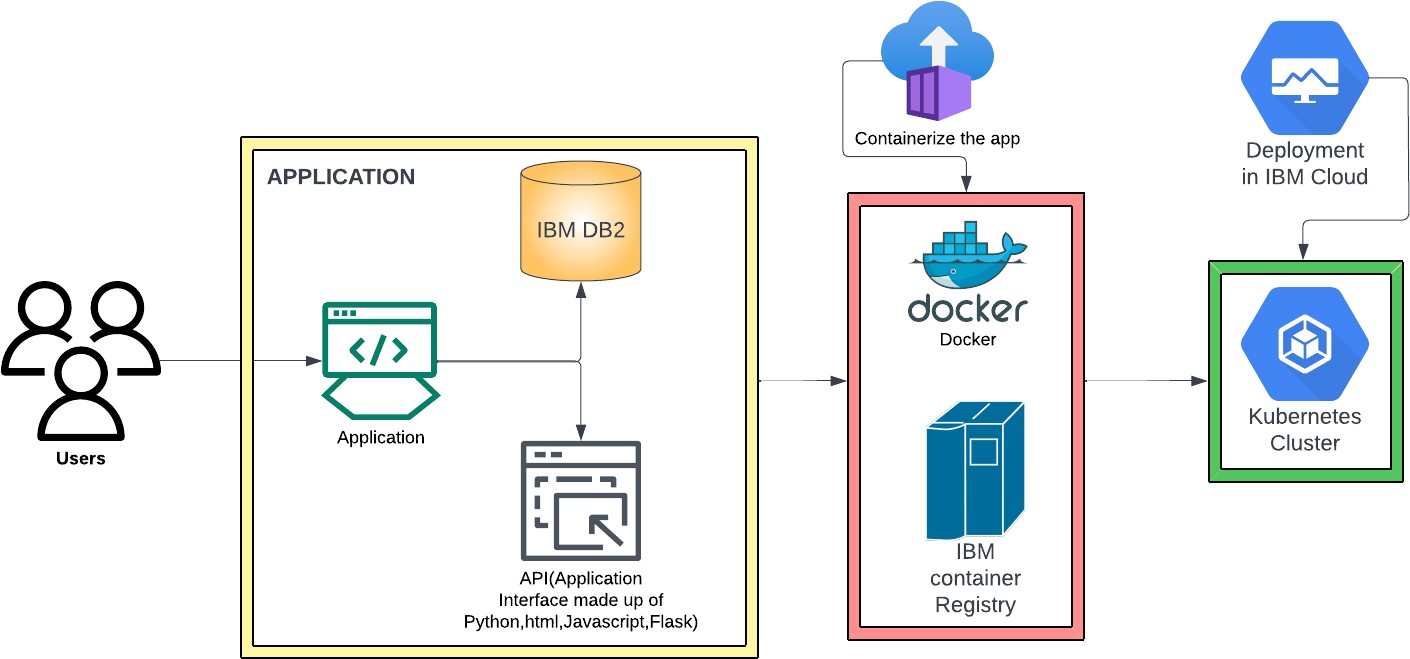 Containerize the app
Deployment
in IBM Cloud
APPLICATION
IBM DB2
docker
Docker
Application
Users
Kubernetes
Cluster
IBM
container
Registry
API(Application
Interface made up of
Python,html,Javascript,Flask)